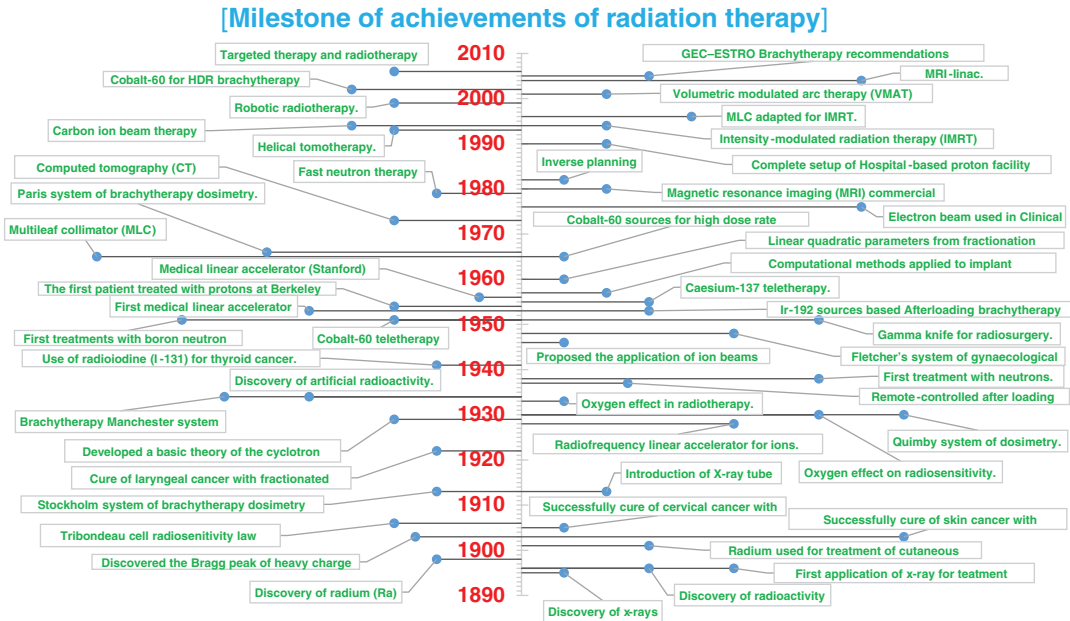 [Milestone of achievements of radiation therapy]
2010
Targeted therapy and radiotherapy
GEC–ESTRO Brachytherapy recommendations
Cobalt-60 for HDR brachytherapy
MRI-linac.
2000
Volumetric modulated arc therapy (VMAT)
Robotic radiotherapy.
MLC adapted for IMRT.
Carbon ion beam therapy
Intensity-modulated radiation therapy (IMRT)
Helical tomotherapy.
1990
Inverse planning
Complete setup of Hospital-based proton facility
Computed tomography (CT)
Fast neutron therapy
1980
Magnetic resonance imaging (MRI) commercial
Paris system of brachytherapy dosimetry.
Cobalt-60 sources for high dose rate
Electron beam used in Clinical
Multileaf collimator (MLC)
1970
Linear quadratic parameters from fractionation
Medical linear accelerator (Stanford)
Computational methods applied to implant
1960
The first patient treated with protons at Berkeley
Caesium-137 teletherapy.
First medical linear accelerator
Ir-192 sources based Afterloading brachytherapy
1950
First treatments with boron neutron
Cobalt-60 teletherapy
Gamma knife for radiosurgery.
Use of radioiodine (I-131) for thyroid cancer.
Proposed the application of ion beams
Fletcher's system of gynaecological
1940
Discovery of artificial radioactivity.
First treatment with neutrons.
Remote-controlled after loading
Oxygen effect in radiotherapy.
1930
Brachytherapy Manchester system
Radiofrequency linear accelerator for ions.
Quimby system of dosimetry.
Developed a basic theory of the cyclotron
1920
Oxygen effect on radiosensitivity.
Cure of laryngeal cancer with fractionated
Introduction of X-ray tube
Stockholm system of brachytherapy dosimetry
1910
Successfully cure of cervical cancer with
Successfully cure of skin cancer with
Tribondeau cell radiosenitivity law
1900
Radium used for treatment of cutaneous
Discovered the Bragg peak of heavy charge
First application of x-ray for teatment
Discovery of radium (Ra)
1890
Discovery of radioactivity
Discovery of x-rays